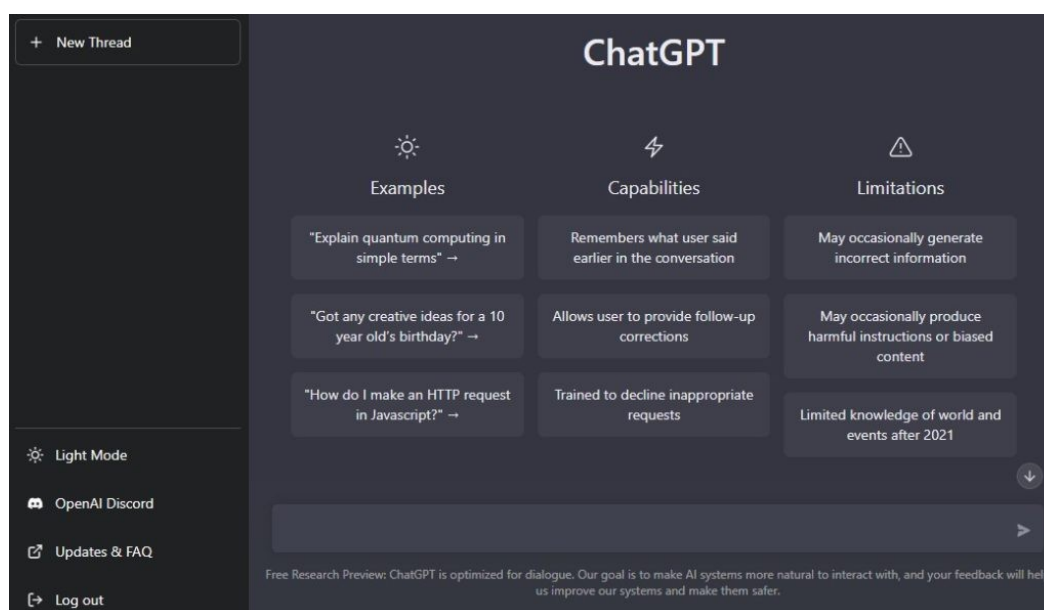 + New Thread
ChatGPT
Examples
"Explain quantum computing in
simple terms" →
"Got any creative ideas for a 10
year old's birthday?" →
"How do I make an HTTP request
in Javascript?" →
Capabilities
Remembers what user said
earlier in the conversation
Allows user to provide follow-up
corrections
Trained to decline inappropriate
requests
Limitations
May occasionally generate
incorrect information
May occasionally produce
harmful instructions or biased
content
Limited knowledge of world and
events after 2021
Light Mode
OpenAI Discord
Updates & FAQ
Log out
Free Research Preview: ChatGPT is optimized for dialogue. Our goal is to make AI systems more natural to interact with, and your feedback will hel
us improve our systems and make them safer.